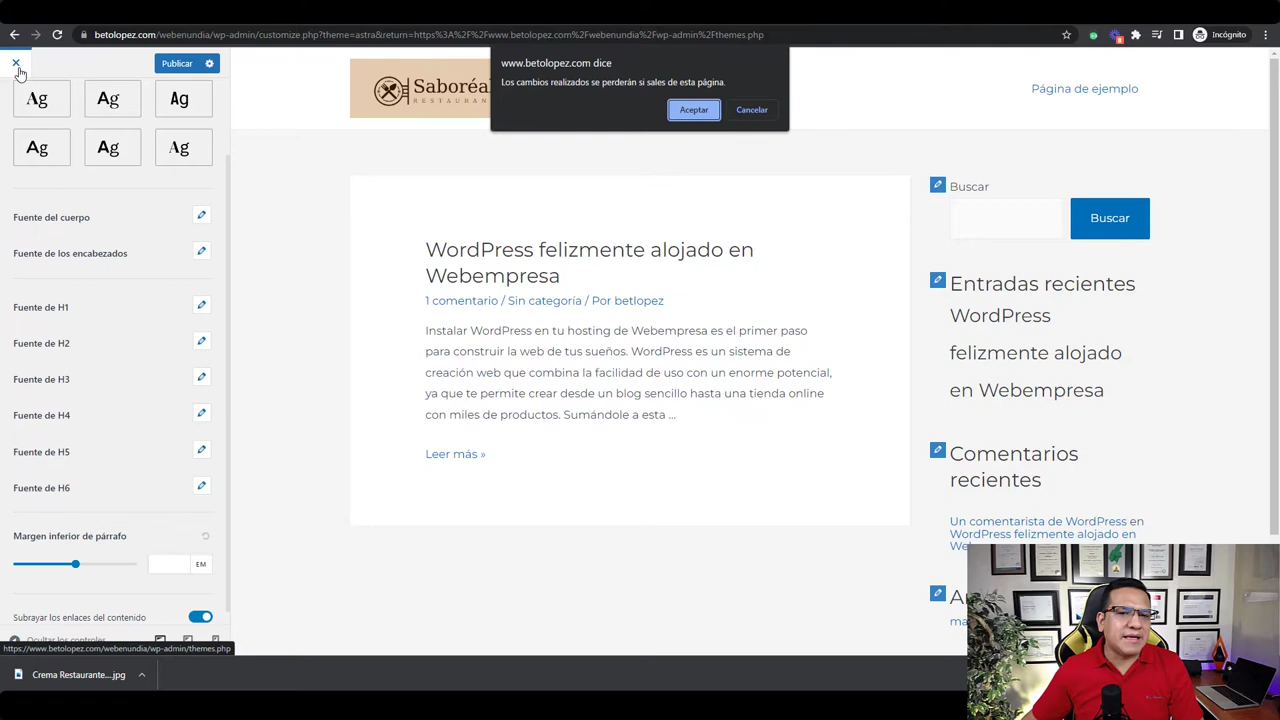 betolopez.com/webenundia/wp-admin/customize.php?theme=astra&return=https%3A%2F%2Fwww.betolopez.com%2Fwebenundia%2Fwp-admin%2Fthemes.php
Incógnito
Publicar
Saboréa
RESTAURAN
www.betolopez.com dice
Los cambios realizados se perderán si sales de esta página.
Aceptar
Cancelar
Página de ejemplo
Ag Ag Ag
Ag Ag Ag
Fuente del cuerpo
Fuente de los encabezados
Fuente de H1
Fuente de H2
Fuente de H3
Fuente de H4
Fuente de H5
Fuente de H6
Margen inferior de párrafo
EM
Subrayar los enlaces del contenido
Ocultar los controles
https://www.betolopez.com/webenundia/wp-admin/themes.php
WordPress felizmente alojado en
Webempresa
1 comentario / Sin categoría / Por betlopez
Instalar WordPress en tu hosting de Webempresa es el primer paso
para construir la web de tus sueños. WordPress es un sistema de
creación web que combina la facilidad de uso con un enorme potencial,
ya que te permite crear desde un blog sencillo hasta una tienda online
con miles de productos. Sumándole a esta ...
Leer más »
Buscar
Buscar
Entradas recientes
WordPress
felizmente alojado
en Webempresa
Comentarios
recientes
Un comentarista de WordPress en
WordPress felizmente alojado en
Crema Restaurante....jpg